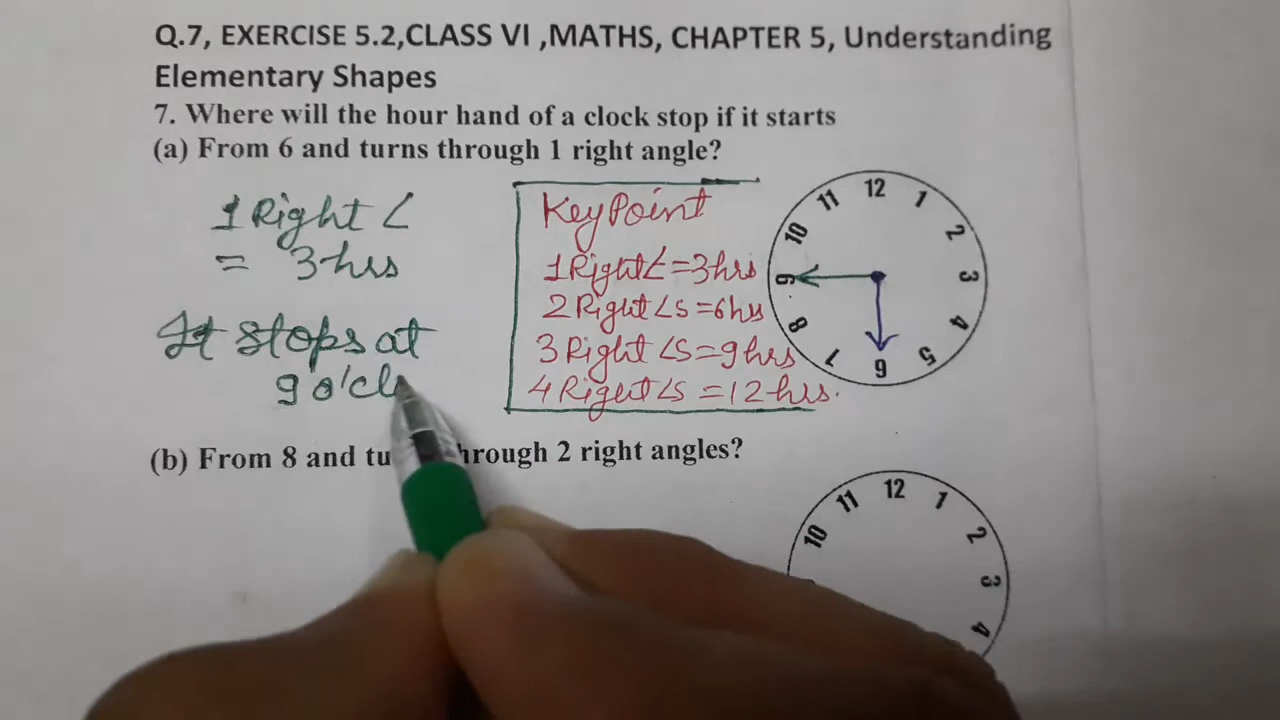 Q.7, EXERCISE 5.2,CLASS VI ,MATHS, CHAPTER 5, Understanding
Elementary Shapes
7. Where will the hour hand of a clock stop if it starts
(a) From 6 and turns through 1 right angle?
1 Right ∠
= 3 hrs
It stops at
9 o'cl
Key Point
1 Right ∠ = 3 hrs
2 Right ∠s = 6 hrs
3 Right ∠s = 9 hrs
4 Right ∠s = 12 hrs.
12
1
2
3
4
5
6
7
8
9
10
11
(b) From 8 and tu hrough 2 right angles?
12
1
2
3
4
10
11